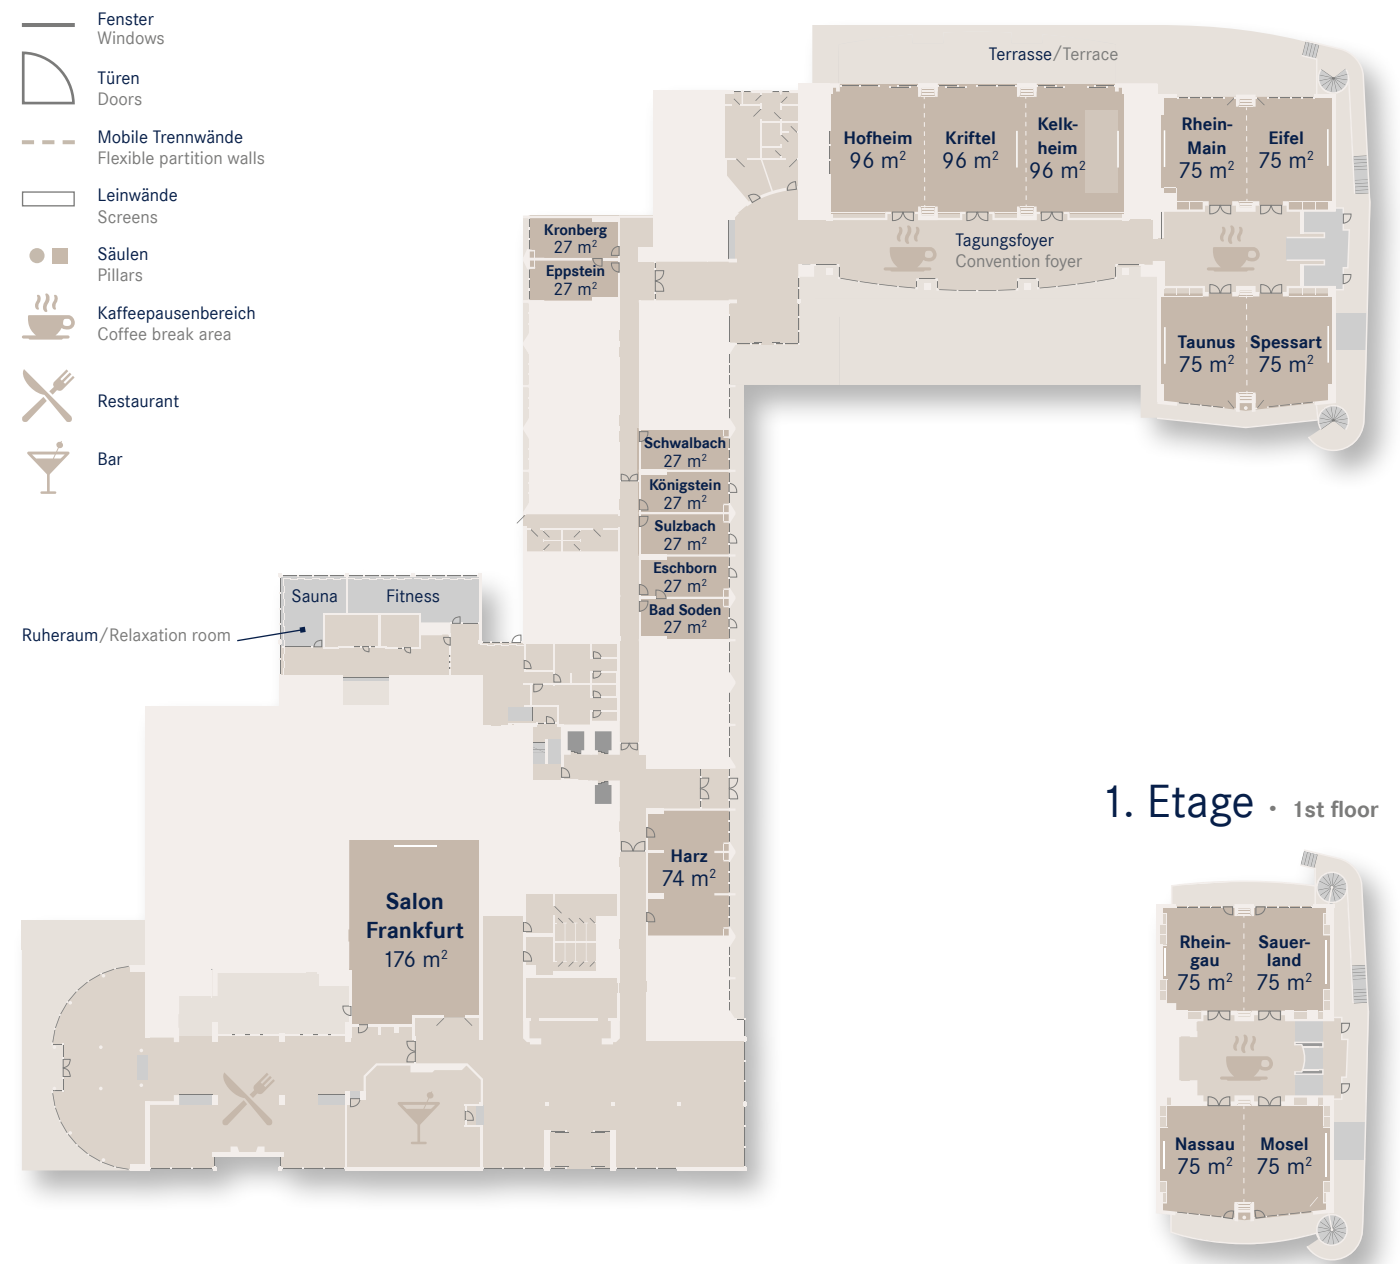 Fenster
Windows
Türen
Doors
Mobile Trennwände
Flexible partition walls
Leinwände
Screens
Säulen
Pillars
Kaffeepausenbereich
Coffee break area
Restaurant
Bar
Terrasse/Terrace
Hofheim
96 m²
Kriftel
96 m²
Kelk-
heim
96 m²
Rhein-
Main
75 m²
Eifel
75 m²
Tagungsfoyer
Convention foyer
Kronberg
27 m²
Eppstein
27 m²
Taunus
75 m²
Spessart
75 m²
Schwalbach
27 m²
Königstein
27 m²
Sulzbach
27 m²
Eschborn
27 m²
Bad Soden
27 m²
Sauna
Fitness
Ruheraum/Relaxation room
Harz
74 m²
Salon
Frankfurt
176 m²
1. Etage · 1st floor
Rhein-
gau
75 m²
Sauer-
land
75 m²
Nassau
75 m²
Mosel
75 m²